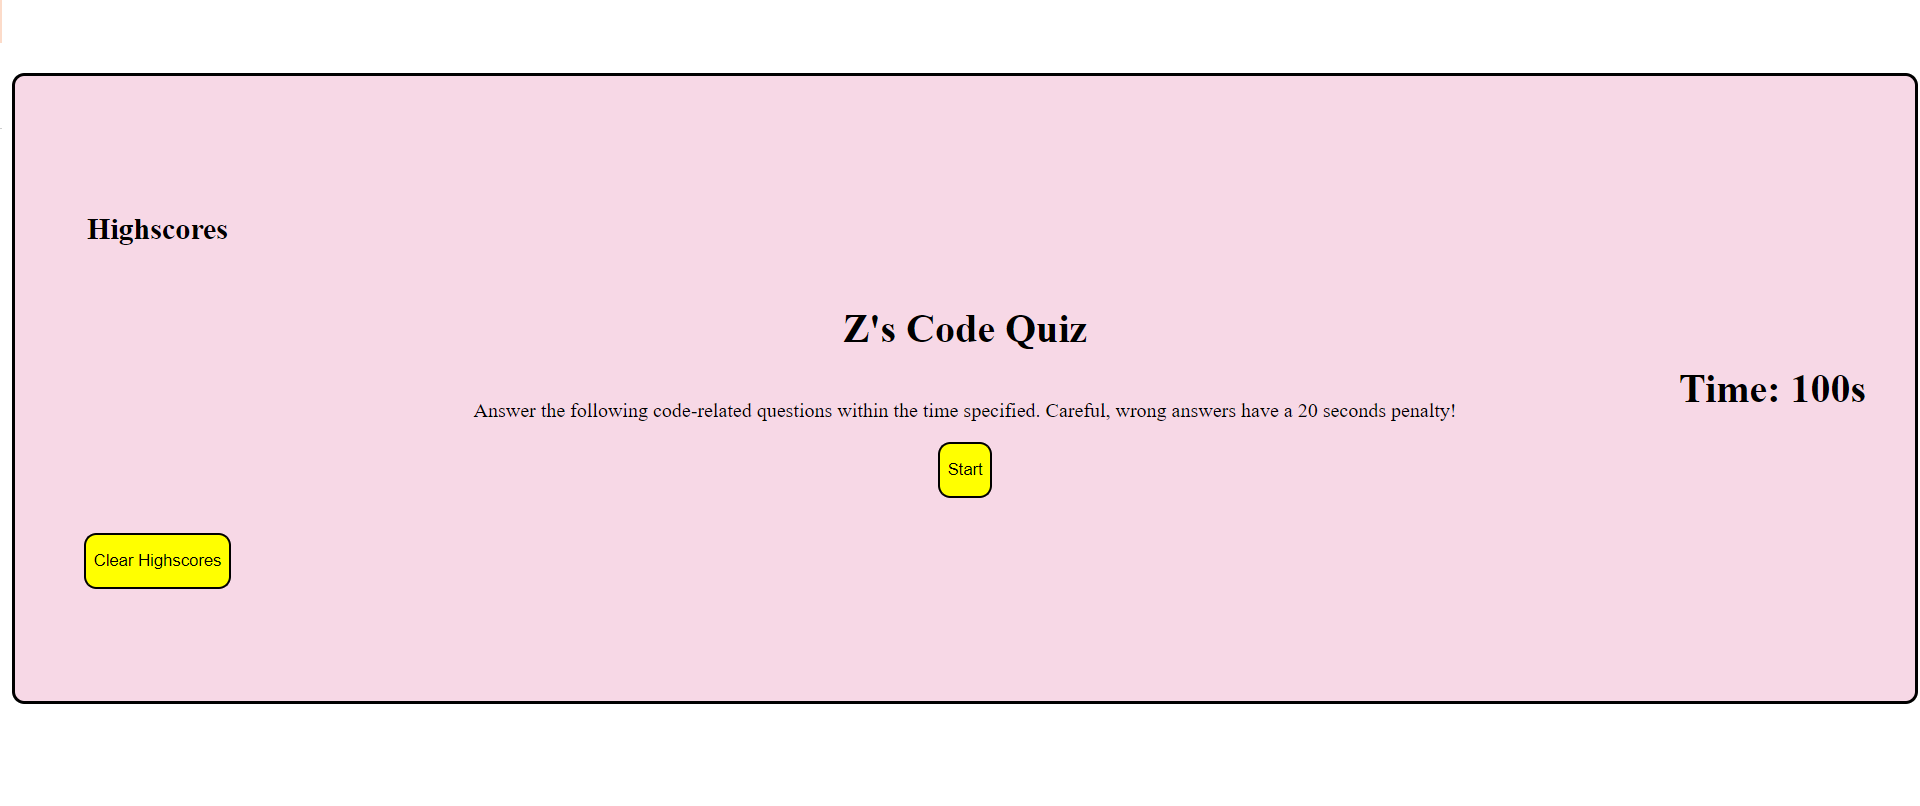 Highscores
Z's Code Quiz
Time: 100s
Answer the following code-related questions within the time specified. Careful, wrong answers have a 20 seconds penalty!
Start
Clear Highscores